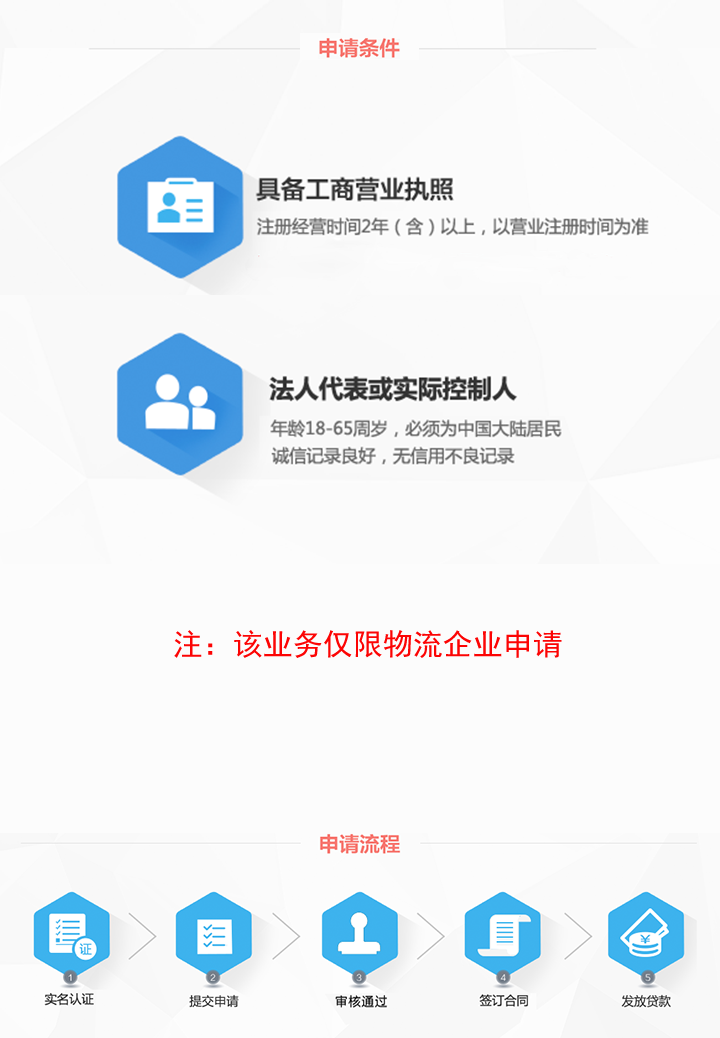 申请条件
具备工商营业执照
注册经营时间2年（含）以上，以营业注册时间为准
法人代表或实际控制人
年龄18-65周岁，必须为中国大陆居民
诚信记录良好，无信用不良记录
注：该业务仅限物流企业申请
申请流程
证
¥
1 2 3 4 5
实名认证 提交申请 审核通过 签订合同 发放贷款